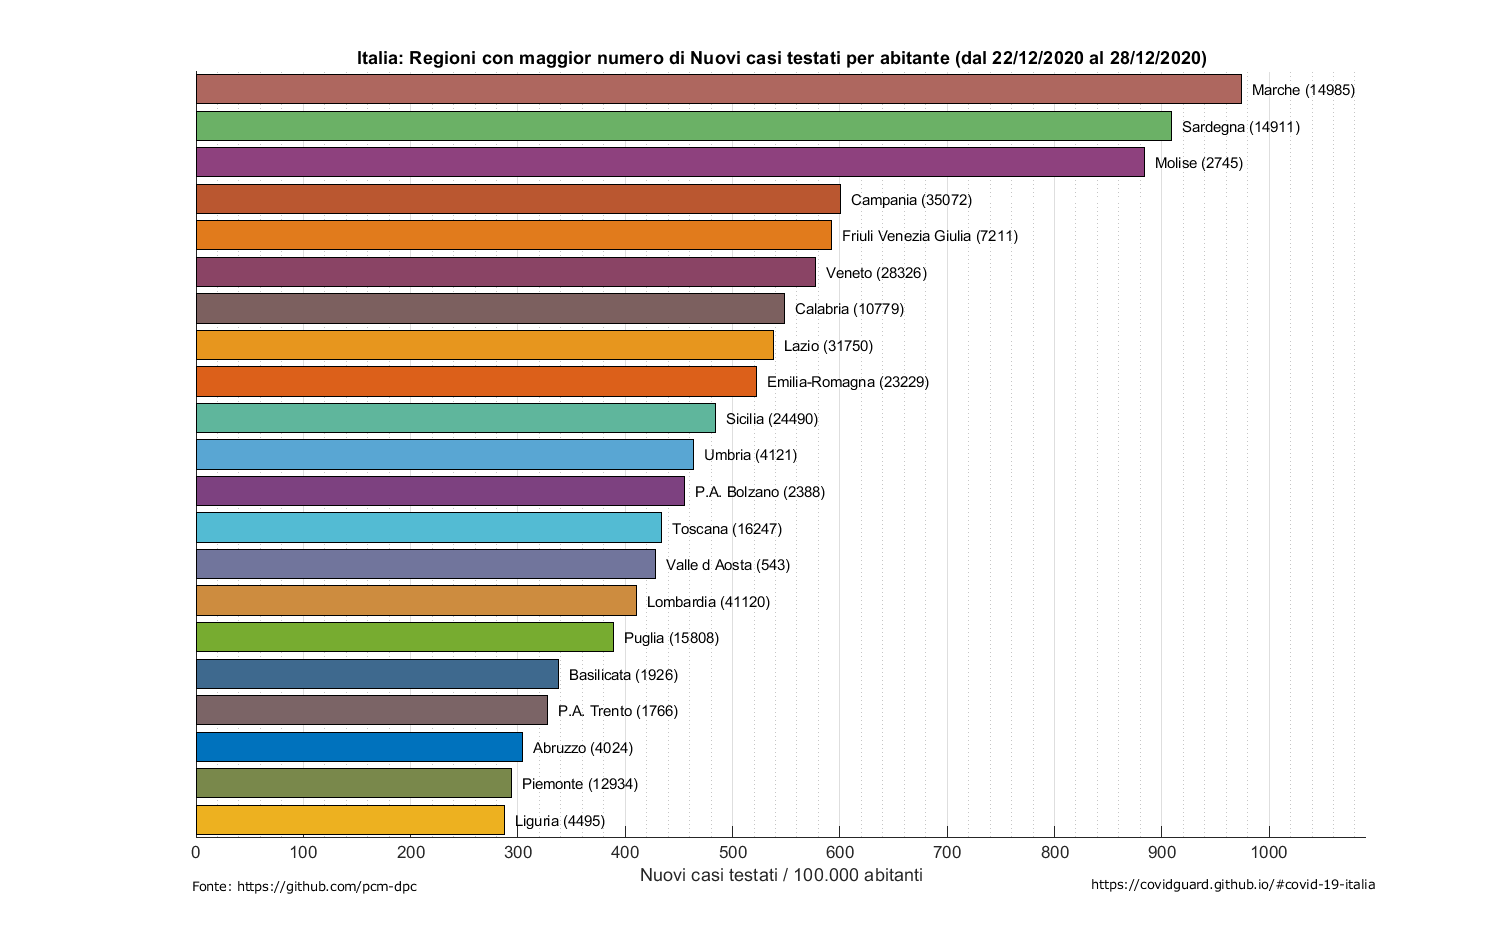 Italia: Regioni con maggior numero di Nuovi casi testati per abitante (dal 22/12/2020 al 28/12/2020)
Marche (14985)
Sardegna (14911)
Molise (2745)
Campania (35072)
Friuli Venezia Giulia (7211)
Veneto (28326)
Calabria (10779)
Lazio (31750)
Emilia-Romagna (23229)
Sicilia (24490)
Umbria (4121)
P.A. Bolzano (2388)
Toscana (16247)
Valle d Aosta (543)
Lombardia (41120)
Puglia (15808)
Basilicata (1926)
P.A. Trento (1766)
Abruzzo (4024)
Piemonte (12934)
Liguria (4495)
0 100 200 300 400 500 600 700 800 900 1000
Nuovi casi testati / 100.000 abitanti
Fonte: https://github.com/pcm-dpc
https://covidguard.github.io/#covid-19-italia